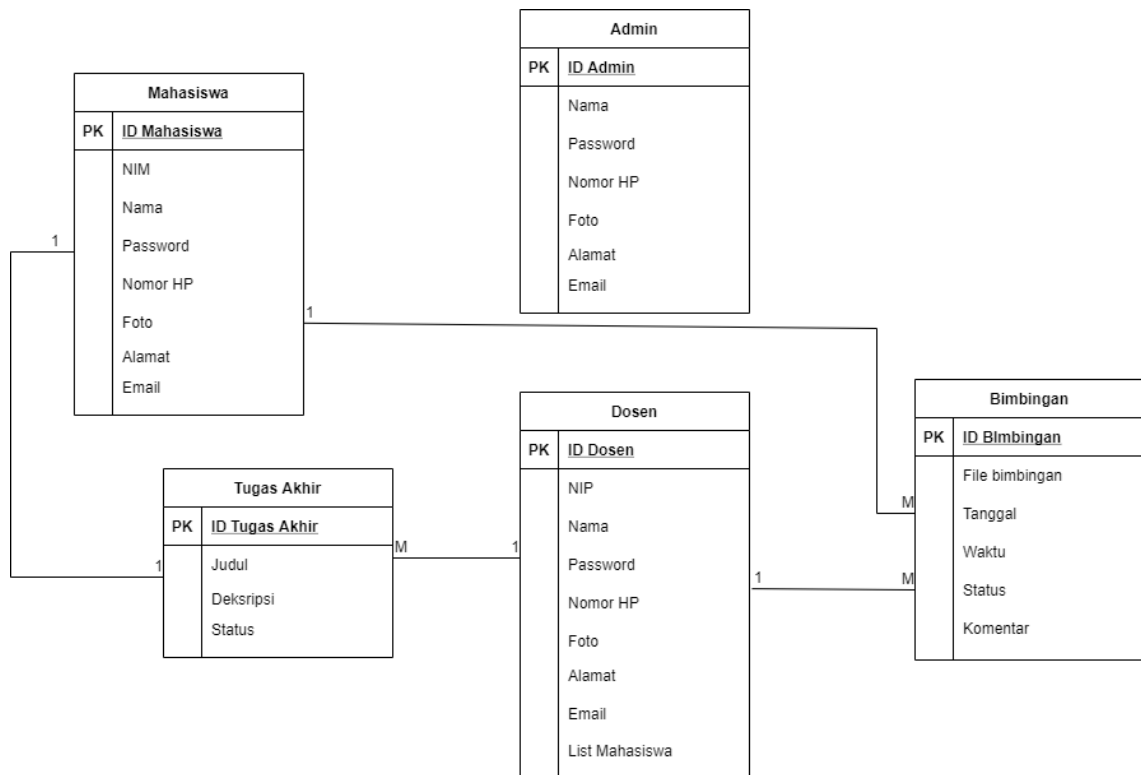 Admin
PK ID Admin
Nama
Password
Nomor HP
Foto
Alamat
Email
Mahasiswa
PK ID Mahasiswa
NIM
Nama
Password
Nomor HP
Foto
Alamat
Email
1
1
1
M
Dosen
PK ID Dosen
NIP
Nama
Password
Nomor HP
Foto
Alamat
Email
List Mahasiswa
Bimbingan
PK ID BImbingan
File bimbingan
Tanggal
Waktu
Status
Komentar
Tugas Akhir
PK ID Tugas Akhir
Judul
Deksripsi
Status
M
1
1
M